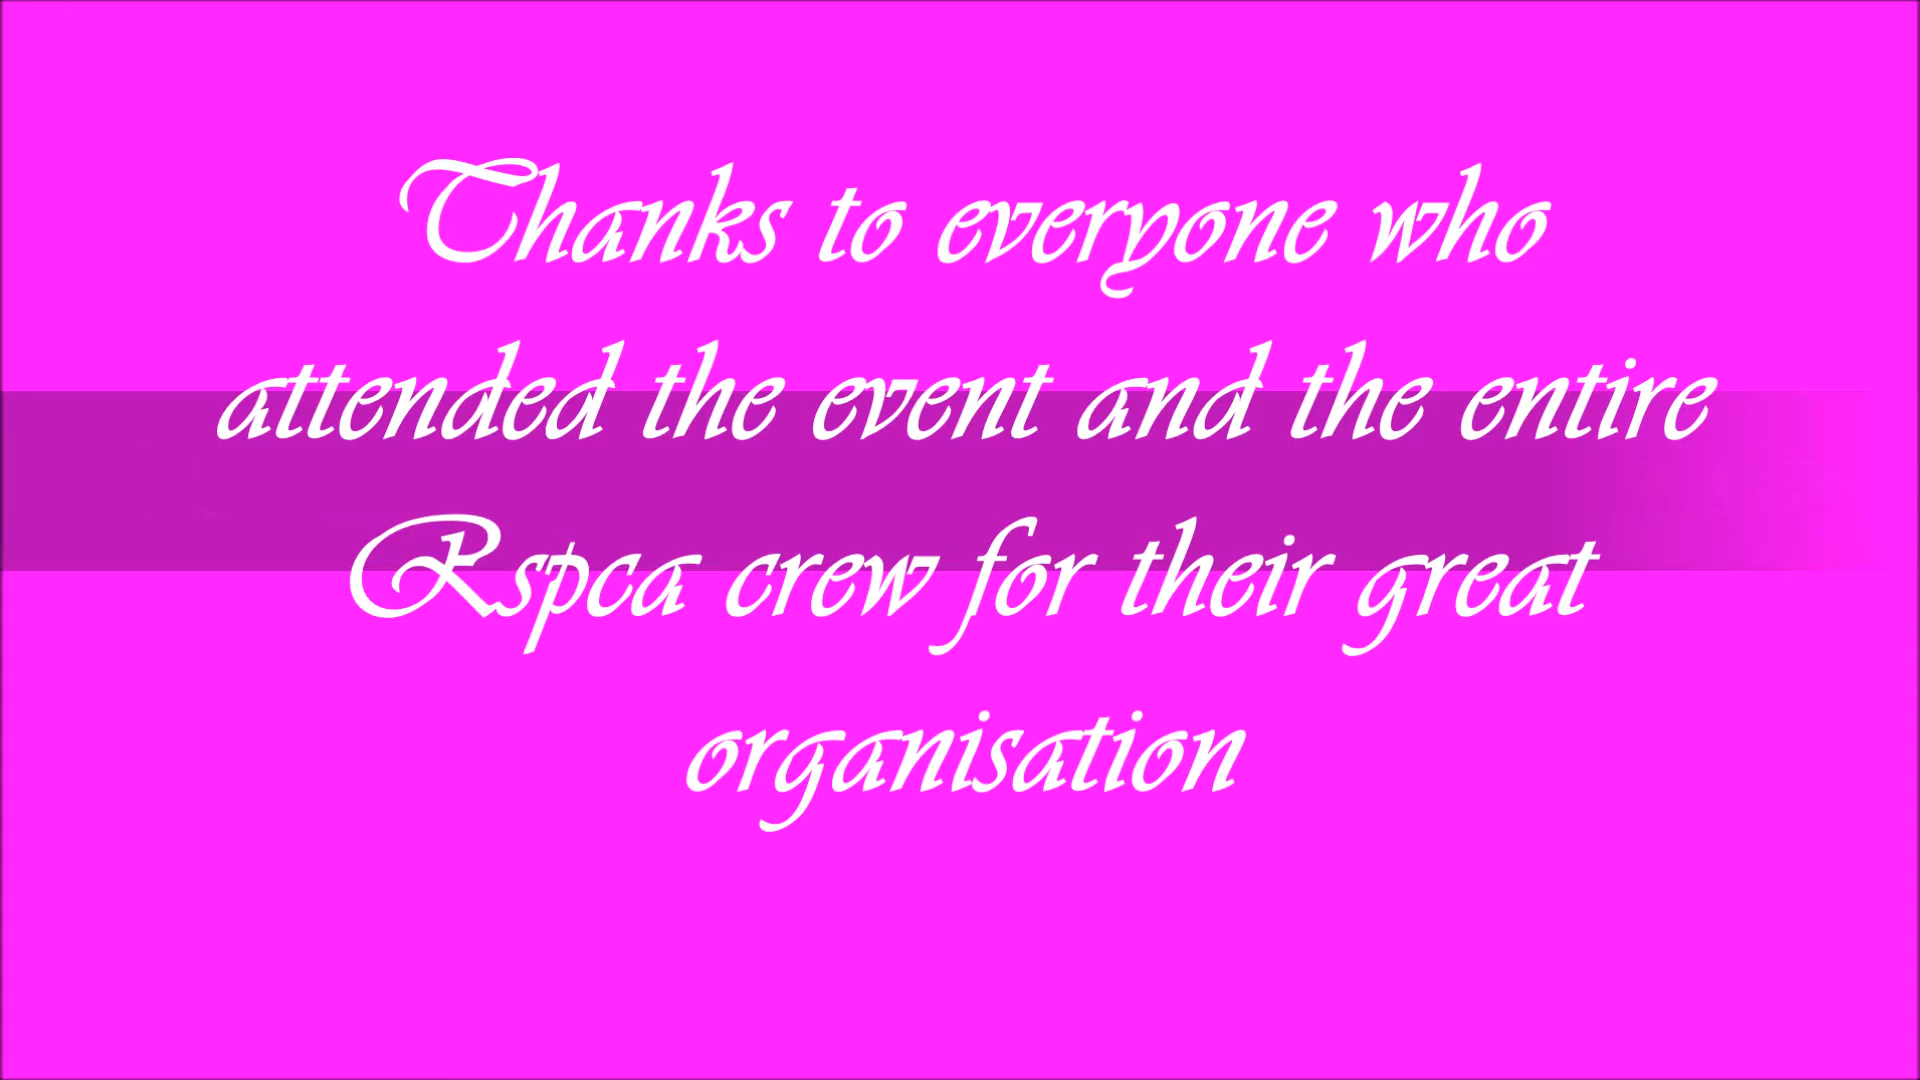 Thanks to everyone who
attended the event and the entire
Rspca crew for their great
organisation